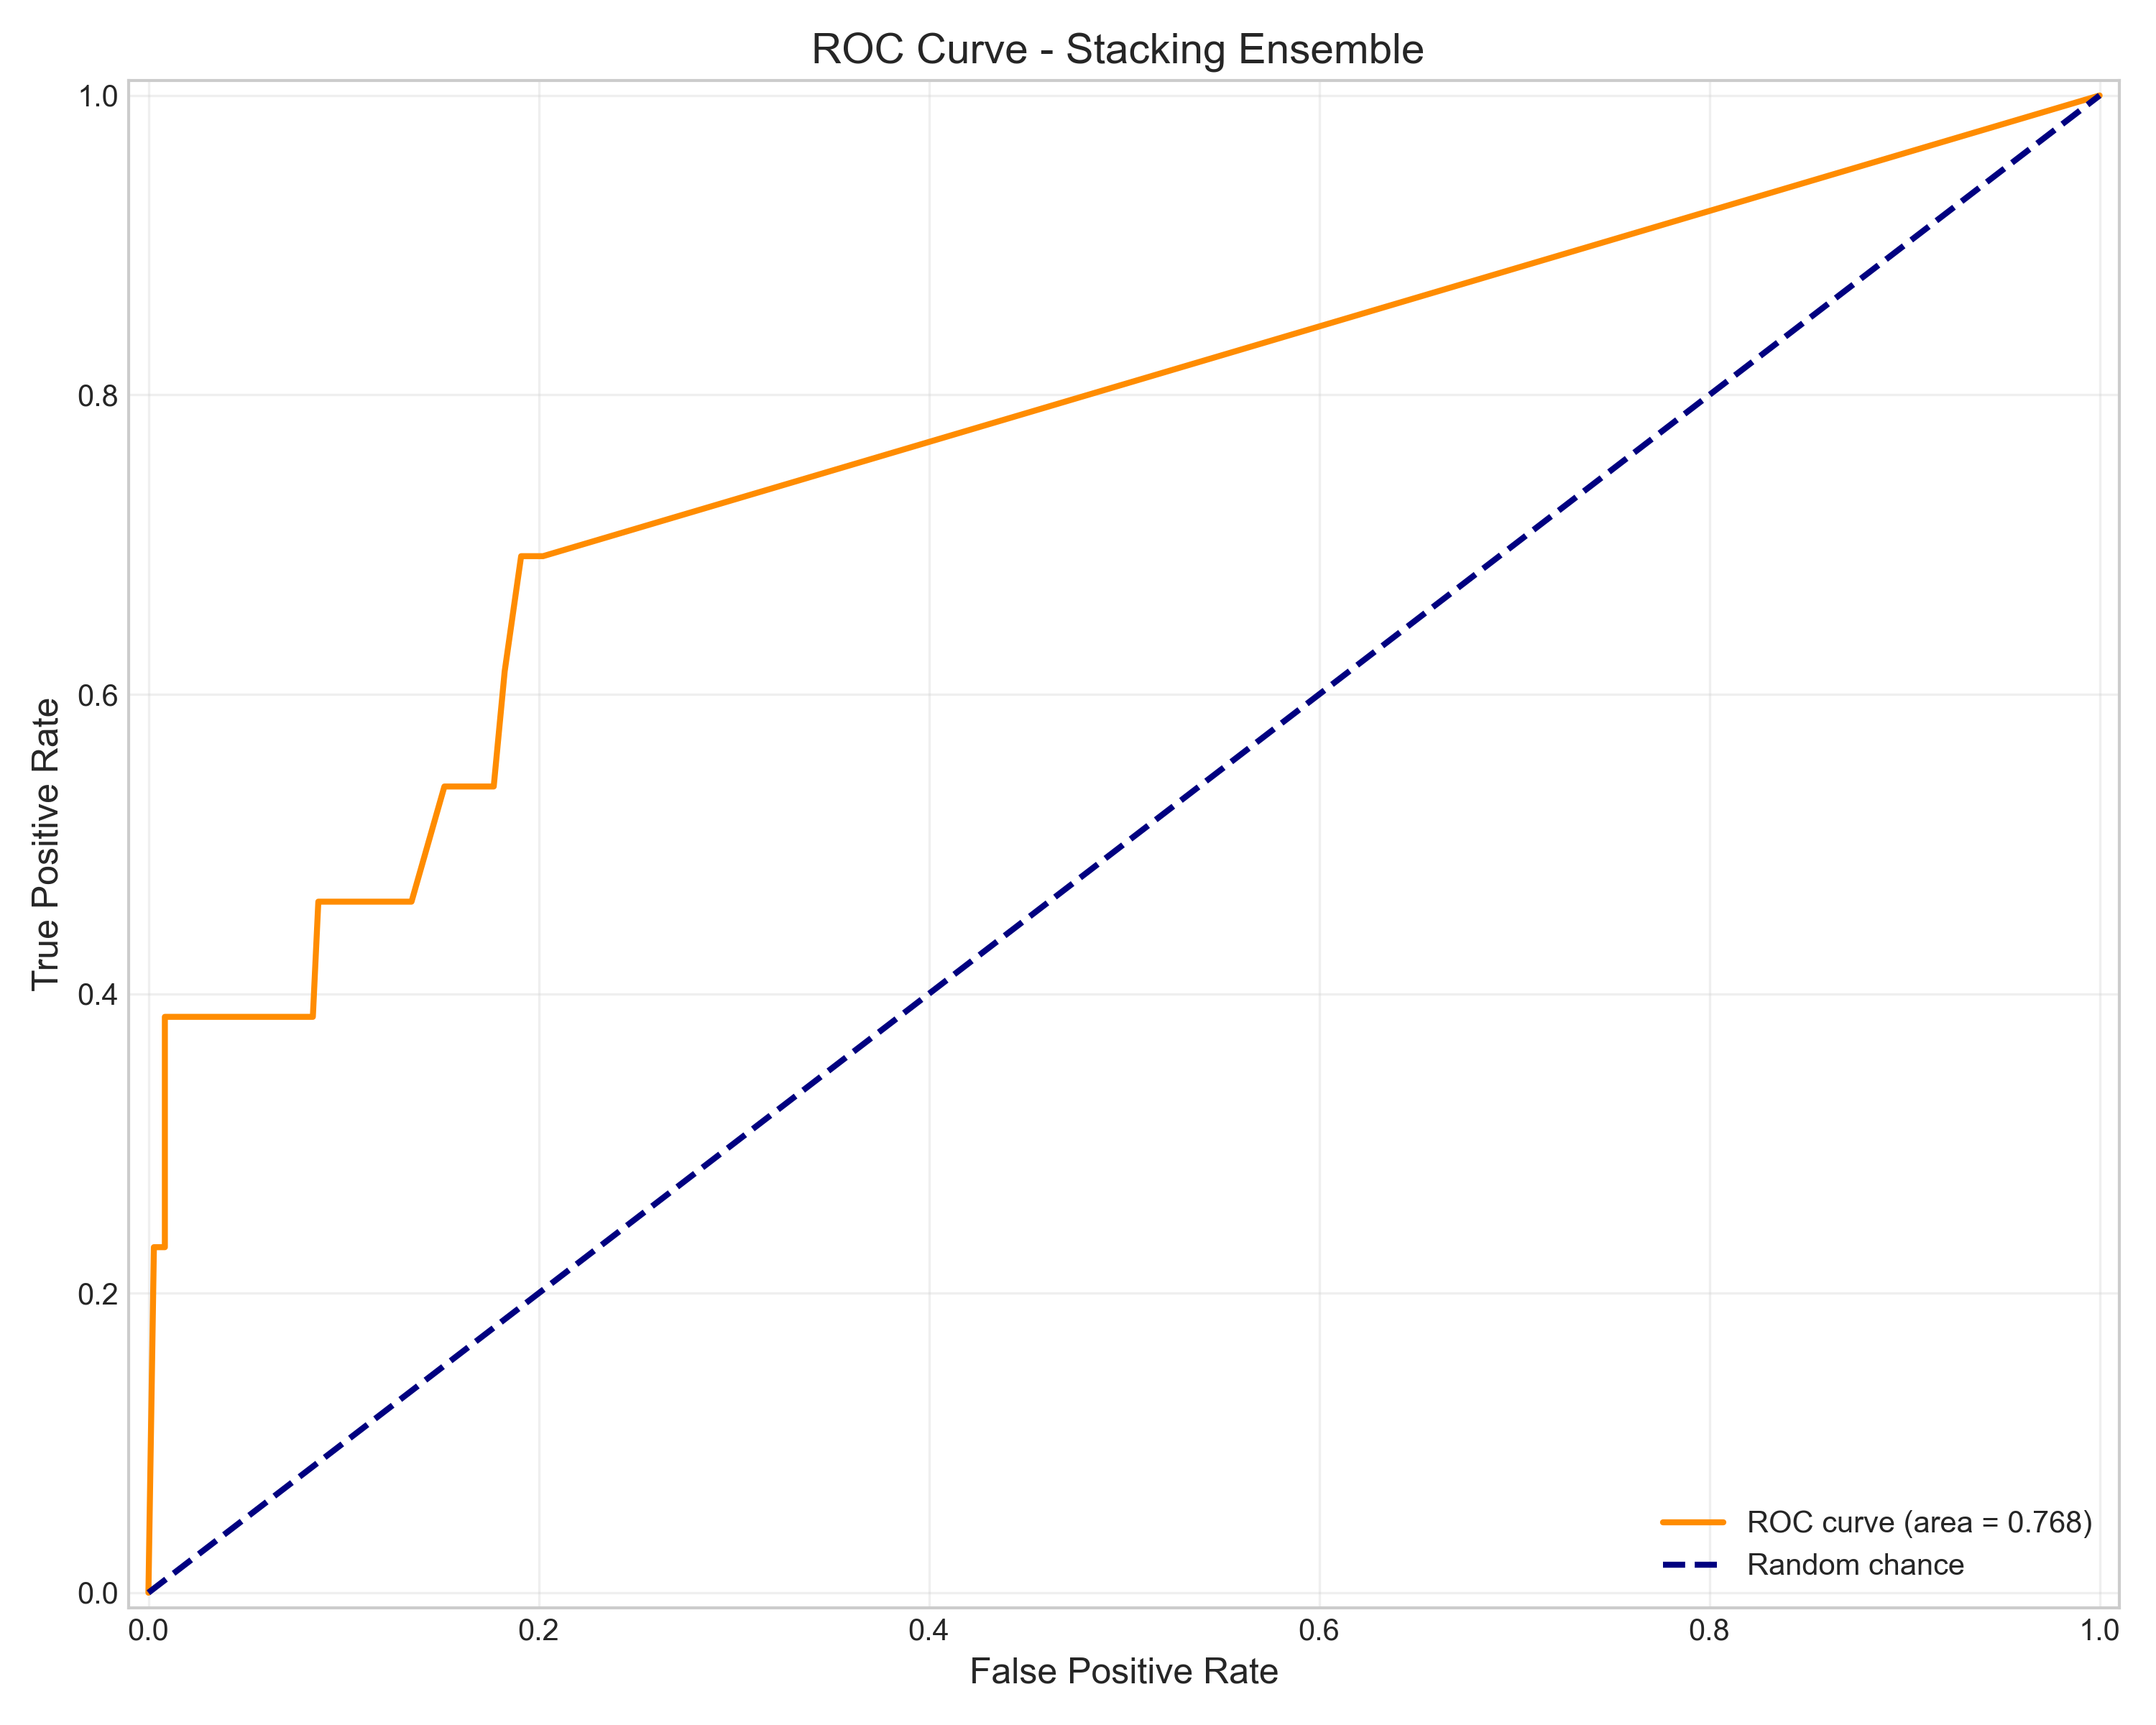 ROC Curve - Stacking Ensemble
1.0
0.8
0.6
0.4
0.2
0.0
True Positive Rate
0.0 0.2 0.4 0.6 0.8 1.0
False Positive Rate
ROC curve (area = 0.768)
Random chance